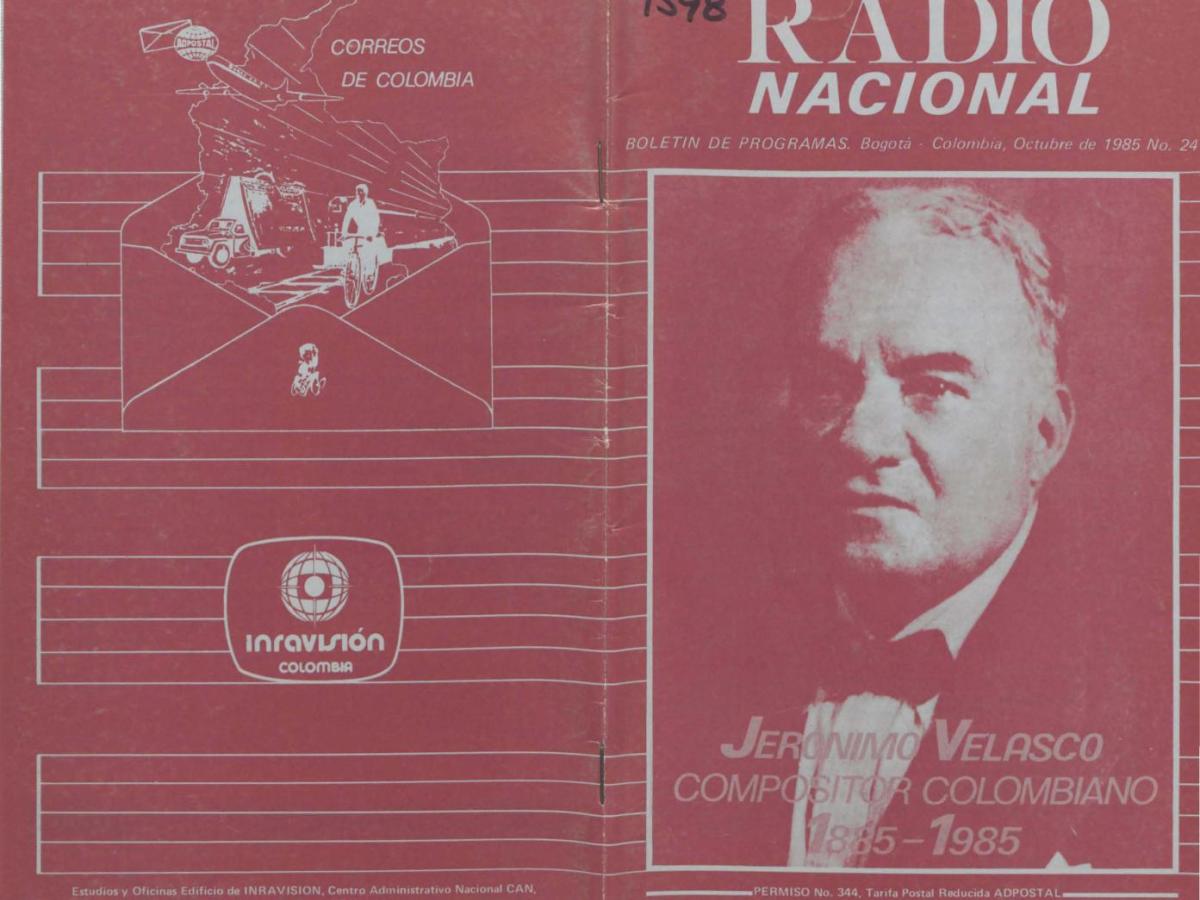 ADPOSTAL
CORREOS
DE COLOMBIA
inravisión
COLOMBIA
Estudios y Oficinas Edificio de INRAVISION, Centro Administrativo Nacional CAN,
1598
RADIO
NACIONAL
BOLETIN DE PROGRAMAS. Bogotá - Colombia, Octubre de 1985 No. 24
JERONIMO VELASCO
COMPOSITOR COLOMBIANO
1885-1985
PERMISO No. 344, Tarifa Postal Reducida ADPOSTAL